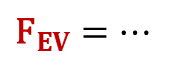 F_EV = ⋯